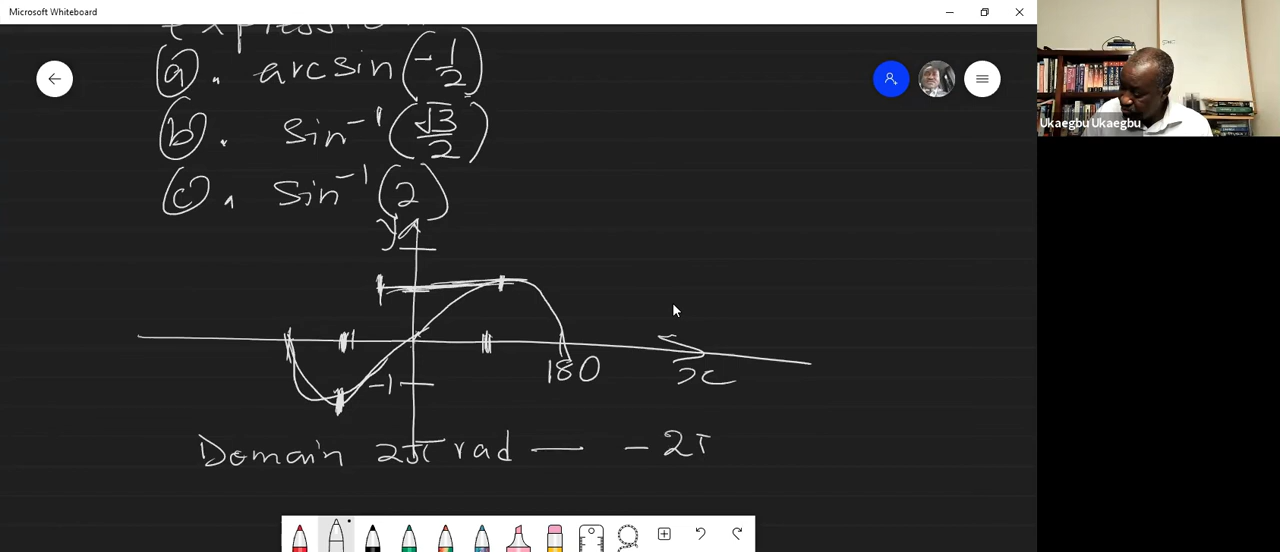 Microsoft Whiteboard
expression
(a). arcsin(-1/2)
(b). sin⁻¹(√3/2)
(c). sin⁻¹(2)
y
-1
180
x
Domain 2π rad — -2π
Ukaegbu Ukaegbu